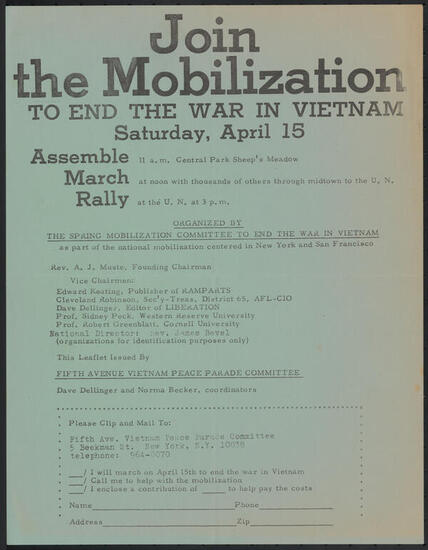 Join
the Mobilization
TO END THE WAR IN VIETNAM
Saturday, April 15
Assemble 11 a.m. Central Park Sheep's Meadow
March at noon with thousands of others through midtown to the U. N.
Rally at the U. N. at 3 p.m.
ORGANIZED BY
THE SPRING MOBILIZATION COMMITTEE TO END THE WAR IN VIETNAM
as part of the national mobilization centered in New York and San Francisco
Rev. A. J. Muste, Founding Chairman
Vice Chairmen:
Edward Keating, Publisher of RAMPARTS
Cleveland Robinson, Sec'y-Treas, District 65, AFL-CIO
Dave Dellinger, Editor of LIBERATION
Prof. Sidney Peck, Western Reserve University
Prof. Robert Greenblatt, Cornell University
National Director: Rev. James Bevel
(organizations for identification purposes only)
This Leaflet Issued By
FIFTH AVENUE VIETNAM PEACE PARADE COMMITTEE
Dave Dellinger and Norma Becker, coordinators
Please Clip and Mail To:
Fifth Ave. Vietnam Peace Parade Committee
5 Beekman St. New York, N.Y. 10038
telephone: 964-0070
___/ I will march on April 15th to end the war in Vietnam
___/ Call me to help with the mobilization
___/ I enclose a contribution of ____ to help pay the costs
Name____ Phone____
Address____ Zip____